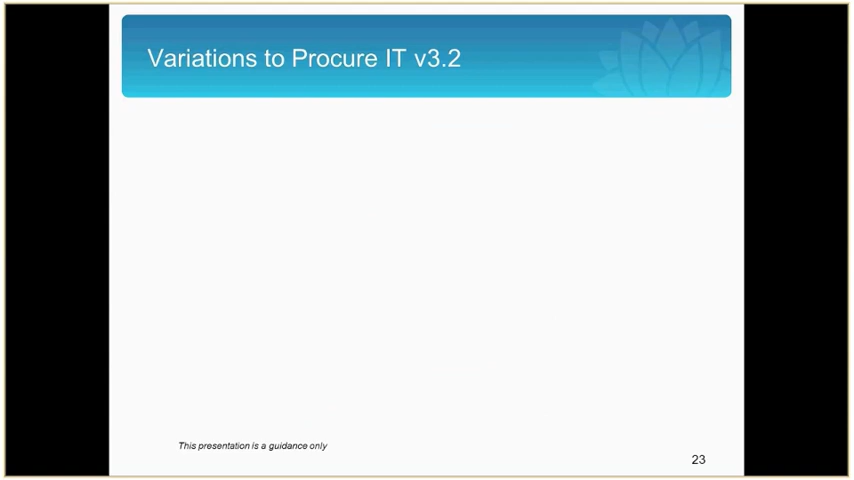 Variations to Procure IT v3.2
This presentation is a guidance only
23